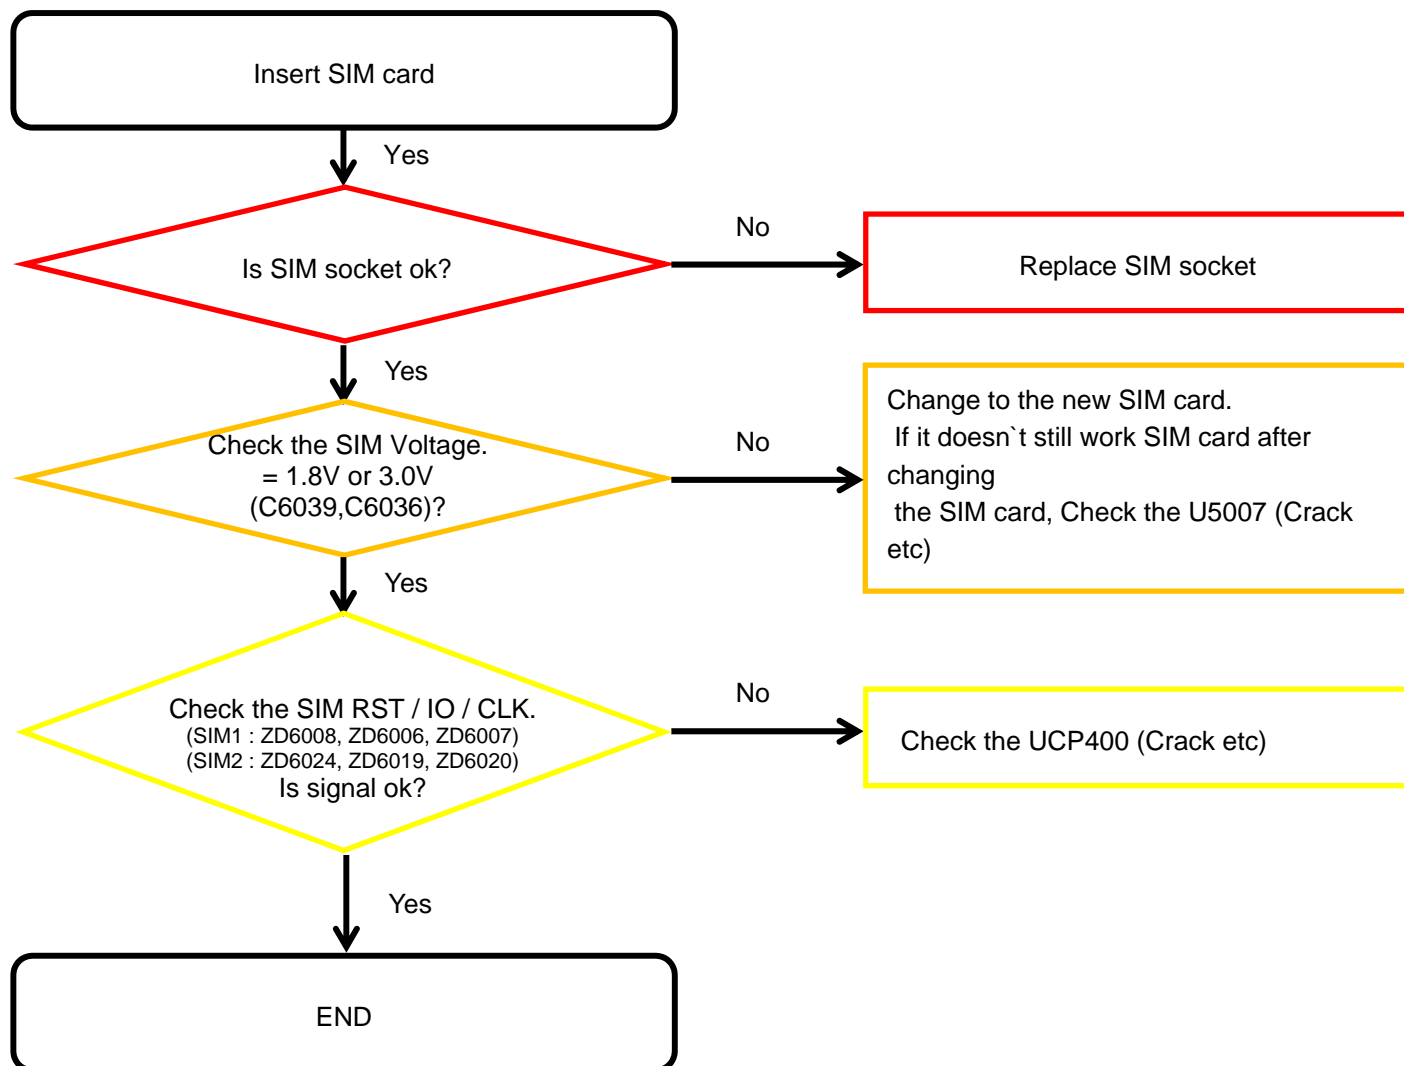 Insert SIM card
Yes
Is SIM socket ok?
No
Replace SIM socket
Yes
Check the SIM Voltage.
= 1.8V or 3.0V
(C6039,C6036)?
No
Change to the new SIM card.
If it doesn`t still work SIM card after
changing
the SIM card, Check the U5007 (Crack
etc)
Yes
Check the SIM RST / IO / CLK.
(SIM1 : ZD6008, ZD6006, ZD6007)
(SIM2 : ZD6024, ZD6019, ZD6020)
Is signal ok?
No
Check the UCP400 (Crack etc)
Yes
END